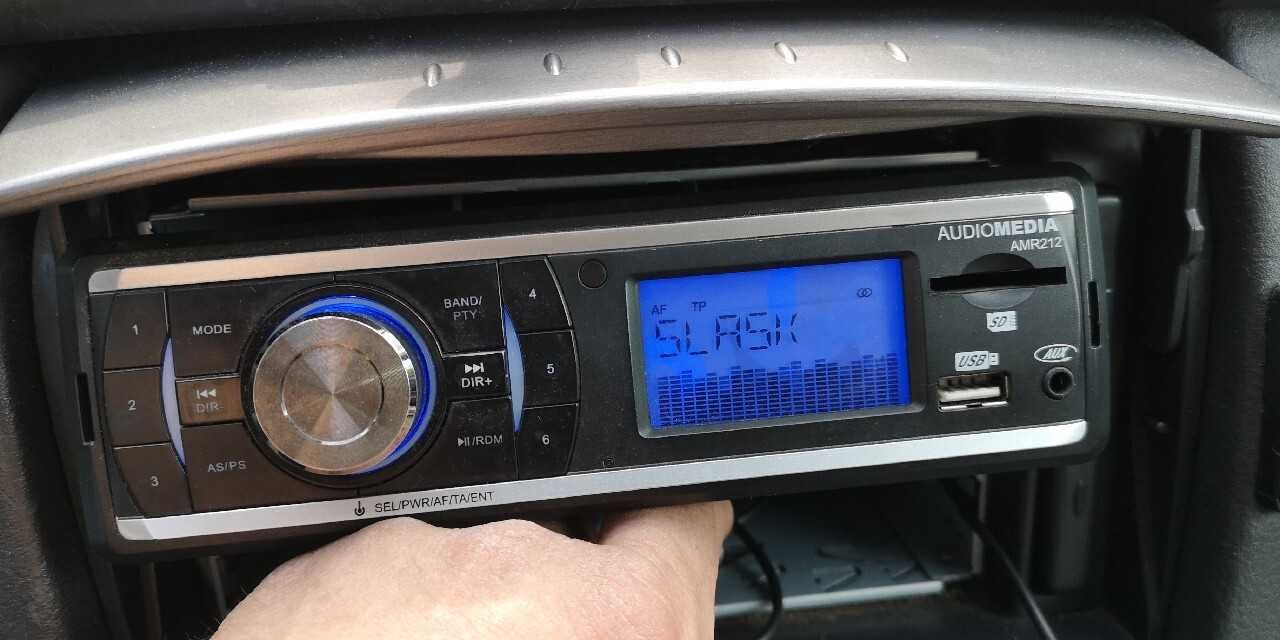 AUDIOMEDIA
AMR212
1
MODE
BAND/
PTY
4
AF TP
SLASK
SD
2
DIR-
DIR+
5
USB
AUX
3
AS/PS
/RDM
6
SEL/PWR/AF/TA/ENT